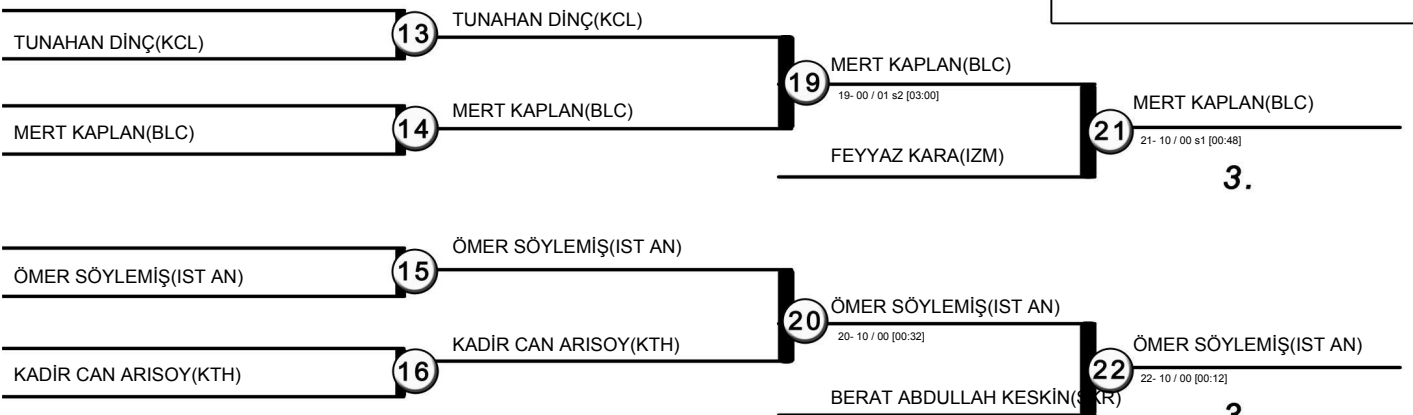 TUNAHAN DİNÇ(KCL)
13
TUNAHAN DİNÇ(KCL)
MERT KAPLAN(BLC)
14
MERT KAPLAN(BLC)
19
MERT KAPLAN(BLC)
19- 00 / 01 s2 [03:00]
FEYYAZ KARA(IZM)
21
MERT KAPLAN(BLC)
21- 10 / 00 s1 [00:48]
3.
ÖMER SÖYLEMİŞ(IST AN)
15
ÖMER SÖYLEMİŞ(IST AN)
KADİR CAN ARISOY(KTH)
16
KADİR CAN ARISOY(KTH)
20
ÖMER SÖYLEMİŞ(IST AN)
20- 10 / 00 [00:32]
BERAT ABDULLAH KESKİN(SKR)
22
ÖMER SÖYLEMİŞ(IST AN)
22- 10 / 00 [00:12]
3.